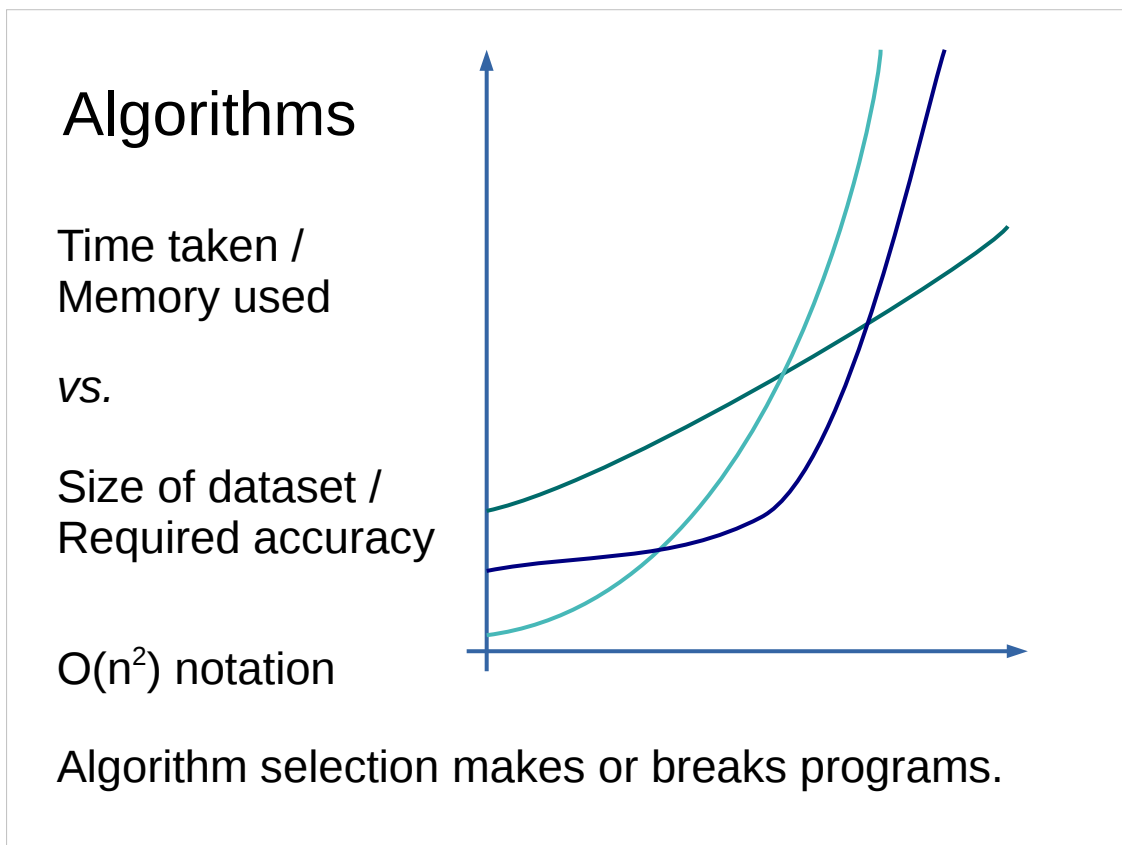 Algorithms
Time taken /
Memory used
vs.
Size of dataset /
Required accuracy
O(n²) notation
Algorithm selection makes or breaks programs.